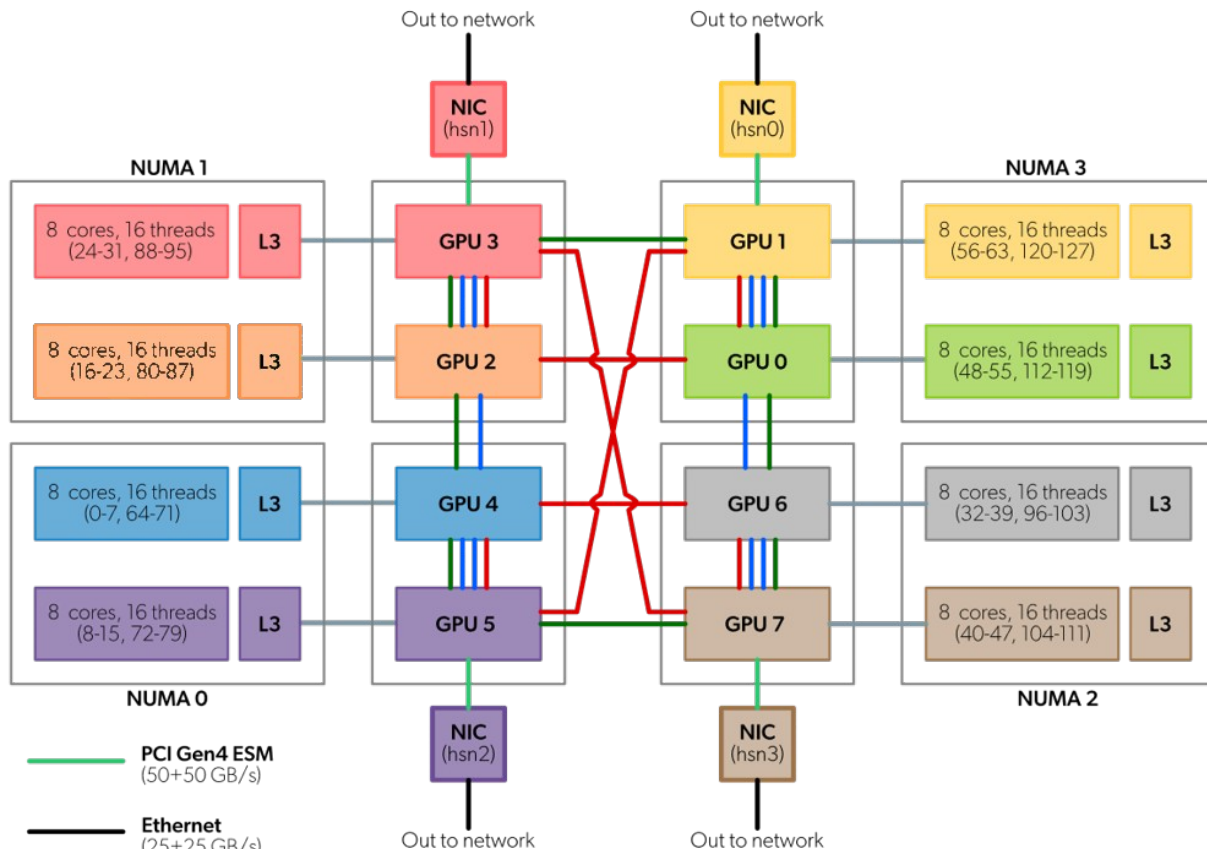 Out to network
Out to network
NIC
(hsn1)
NIC
(hsn0)
NUMA 1
NUMA 3
8 cores, 16 threads
(24-31, 88-95)
L3
GPU 3
GPU 1
8 cores, 16 threads
(56-63, 120-127)
L3
8 cores, 16 threads
(16-23, 80-87)
L3
GPU 2
GPU 0
8 cores, 16 threads
(48-55, 112-119)
L3
8 cores, 16 threads
(0-7, 64-71)
L3
GPU 4
GPU 6
8 cores, 16 threads
(32-39, 96-103)
L3
8 cores, 16 threads
(8-15, 72-79)
L3
GPU 5
GPU 7
8 cores, 16 threads
(40-47, 104-111)
L3
NUMA 0
NUMA 2
NIC
(hsn2)
NIC
(hsn3)
PCI Gen4 ESM
(50+50 GB/s)
Ethernet
(25+25 GB/s)
Out to network
Out to network